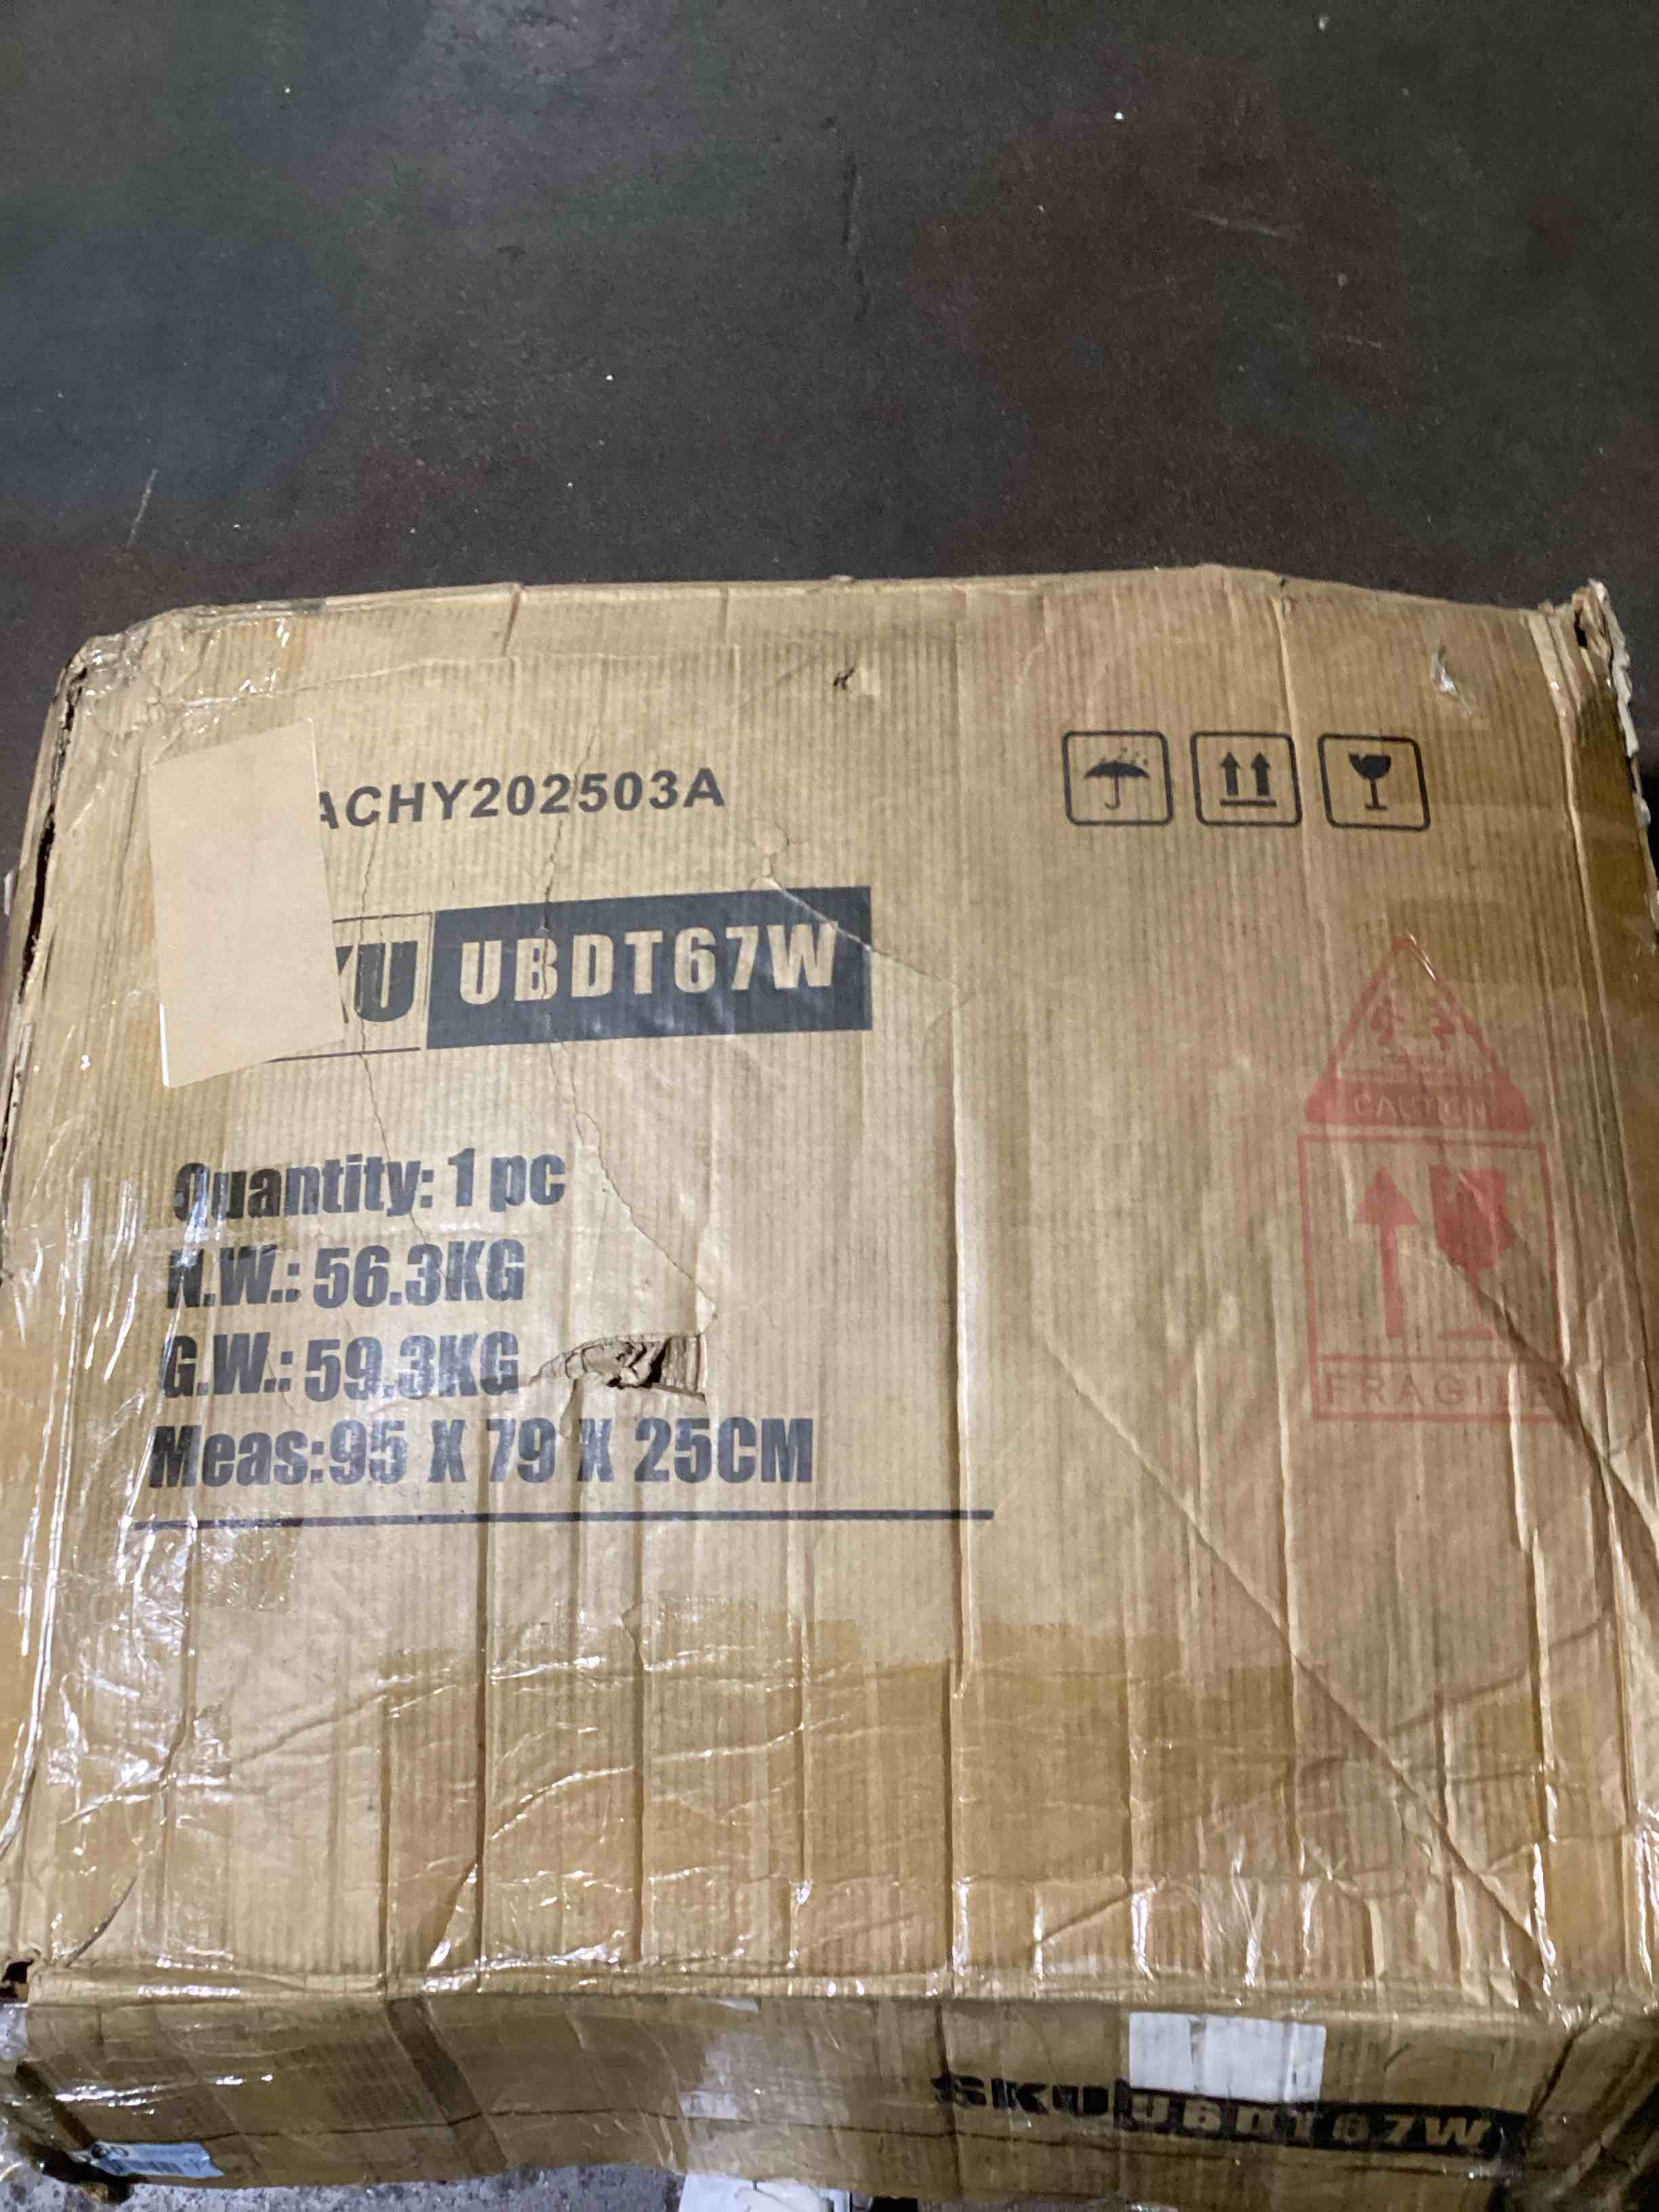 ACHY202503A
KU UBDT67W
CAUTION
Quantity: 1 pc
N.W.: 56.3KG
G.W.: 59.3KG
FRAGILE
Meas:95 X 79 X 25CM
SKU UBDT67W